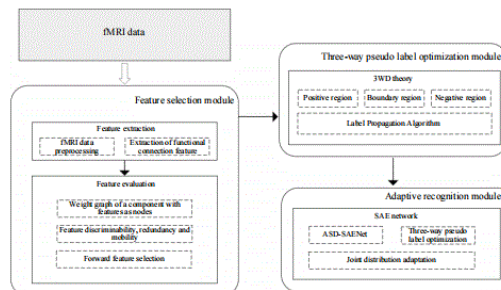 fMRI data
Feature selection module
Feature extraction
fMRI data
preprocessing
Extraction of functional
connection feature
Feature evaluation
Weight graph of a component with
features as nodes
Feature discriminability, redundancy and
mobility
Forward feature selection
Three-way pseudo label optimization module
3WD theory
Positive region
Boundary region
Negative region
Label Propagation Algorithm
Adaptive recognition module
SAE network
ASD-SAENet
Three-way pseudo
label optimization
Joint distribution adaptation